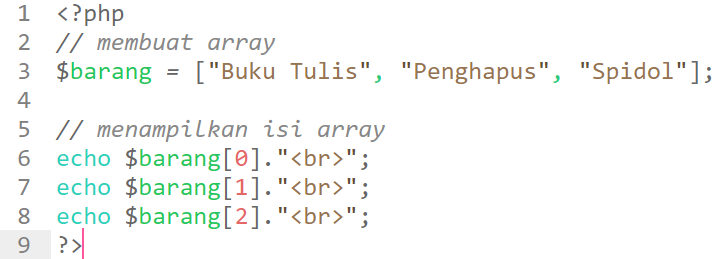 1 <?php
2 // membuat array
3 $barang = ["Buku Tulis", "Penghapus", "Spidol"];
4
5 // menampilkan isi array
6 echo $barang[0]."<br>";
7 echo $barang[1]."<br>";
8 echo $barang[2]."<br>";
9 ?>